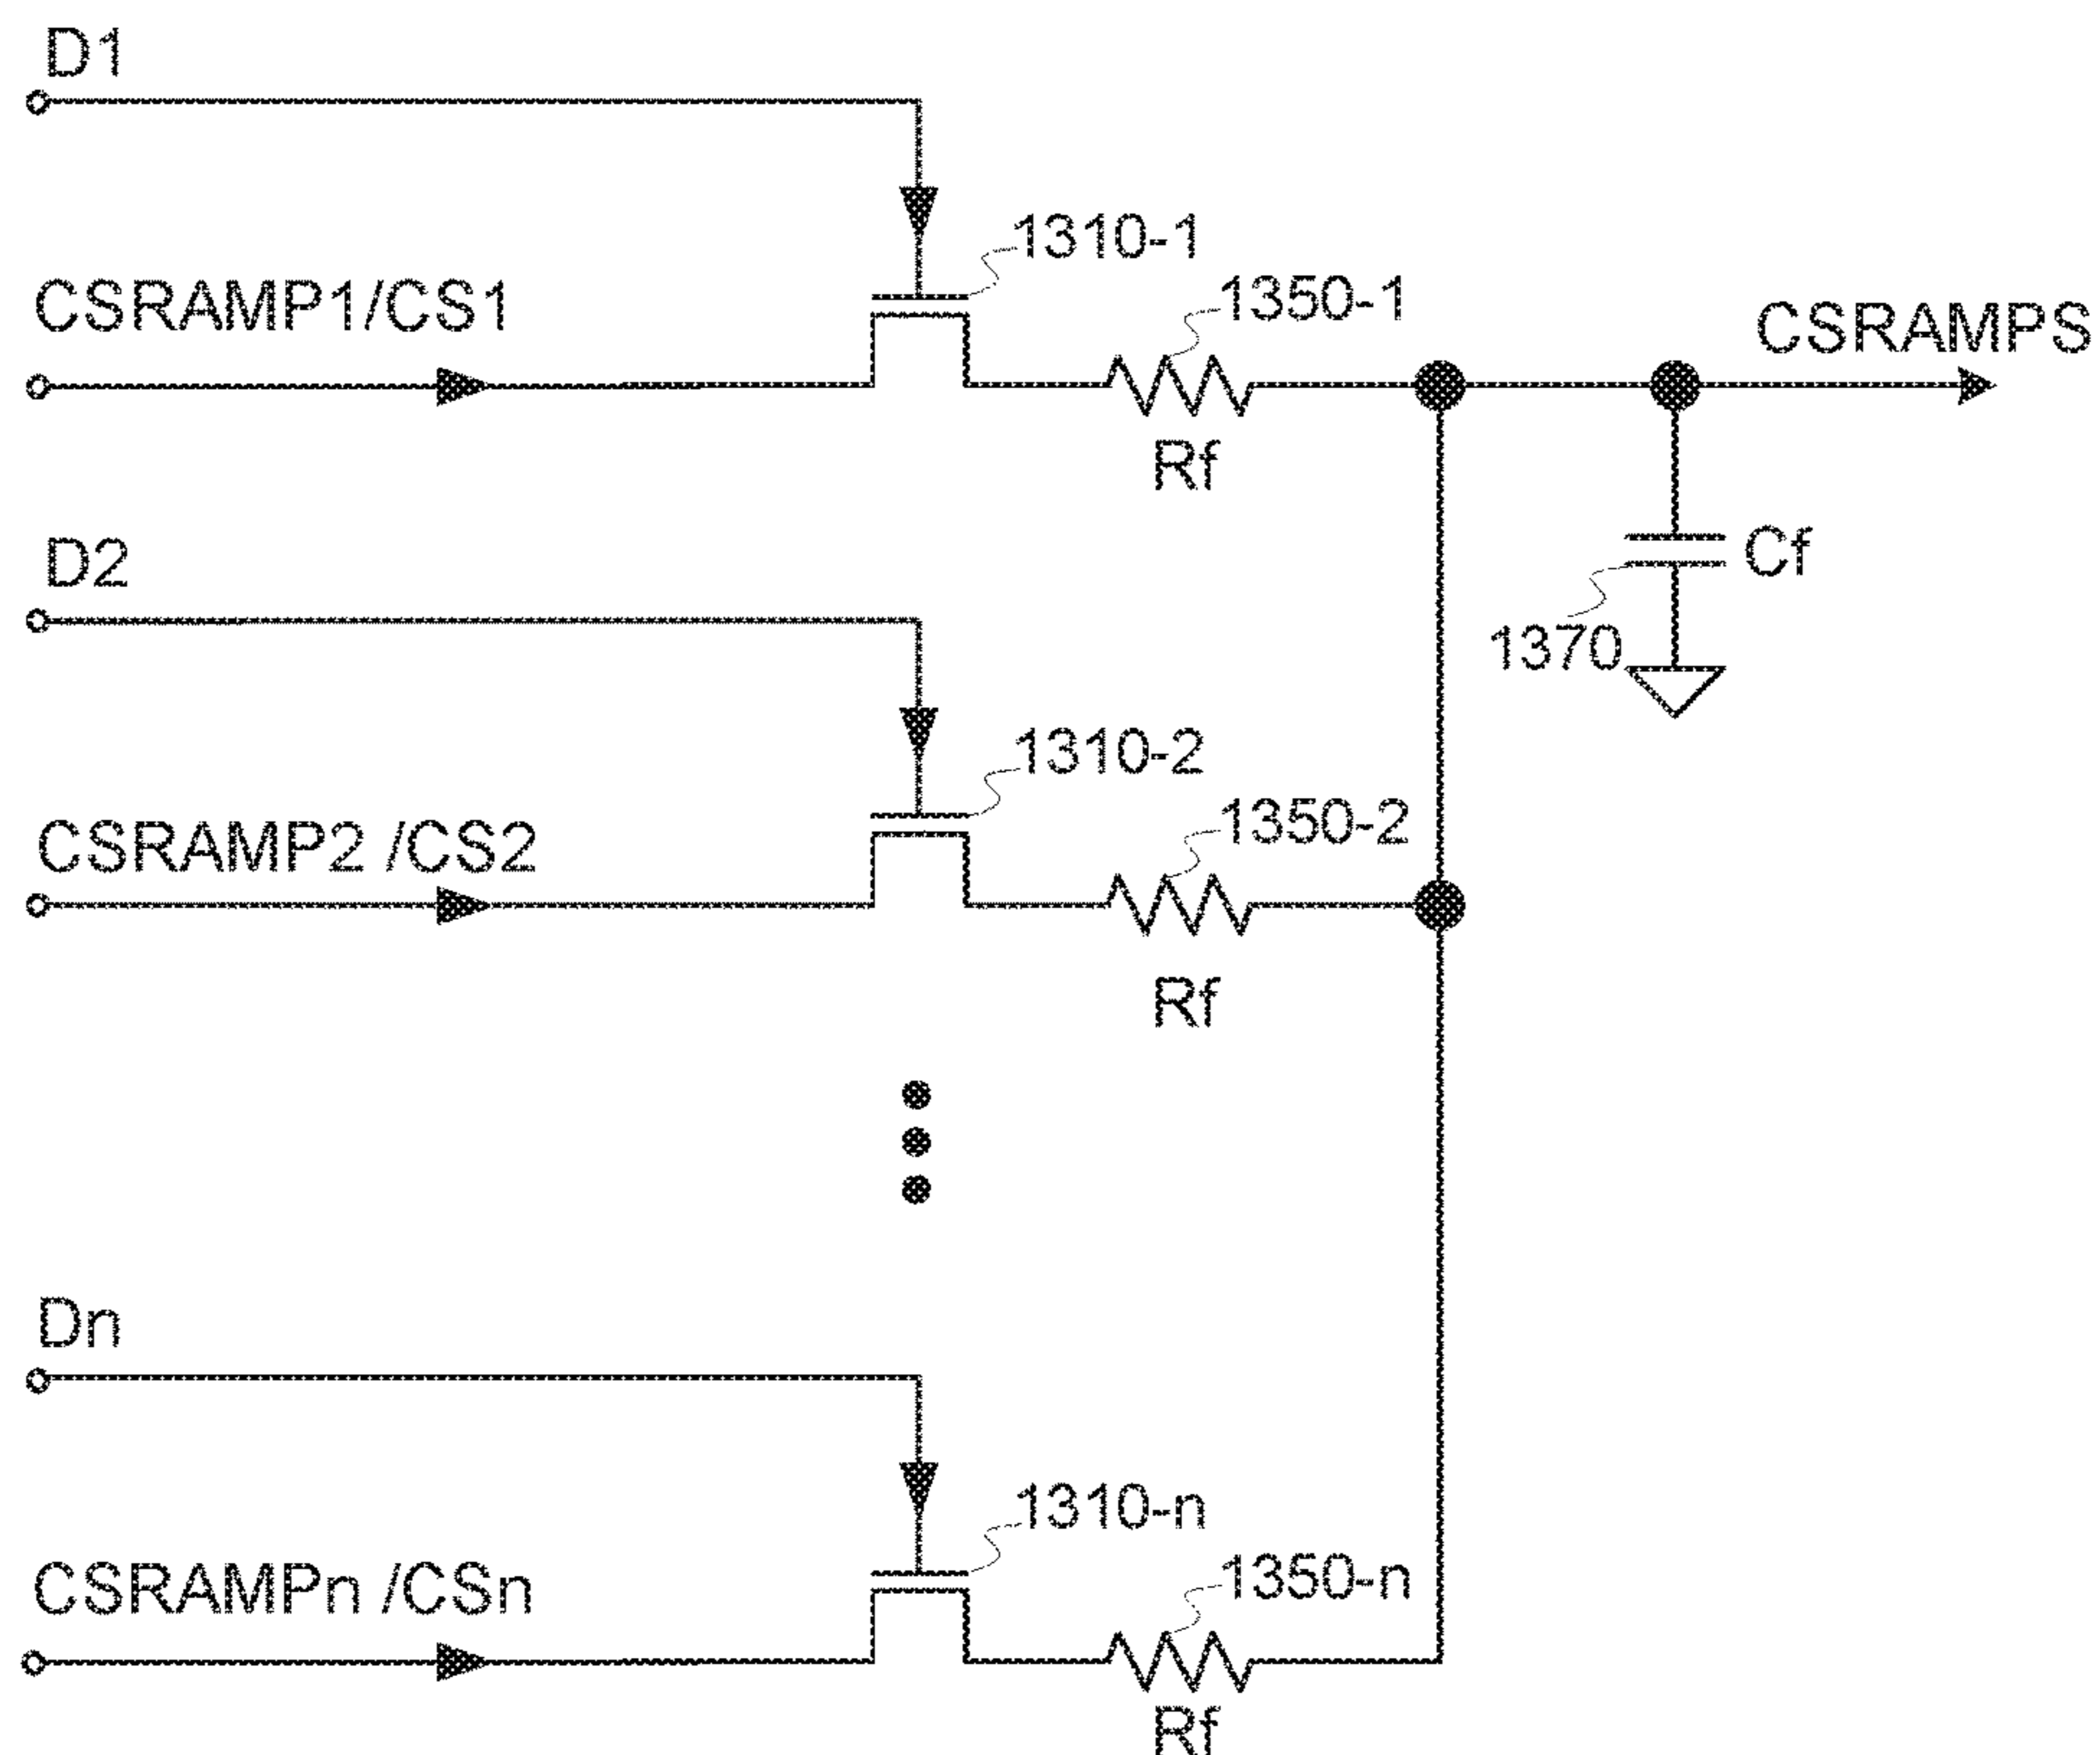 D1
1310-1
CSRAMP1/CS1
1350-1
CSRAMPS
Rf
D2
Cf
1370
1310-2
CSRAMP2 /CS2
1350-2
Rf
Dn
1310-n
CSRAMPn /CSn
1350-n
Rf